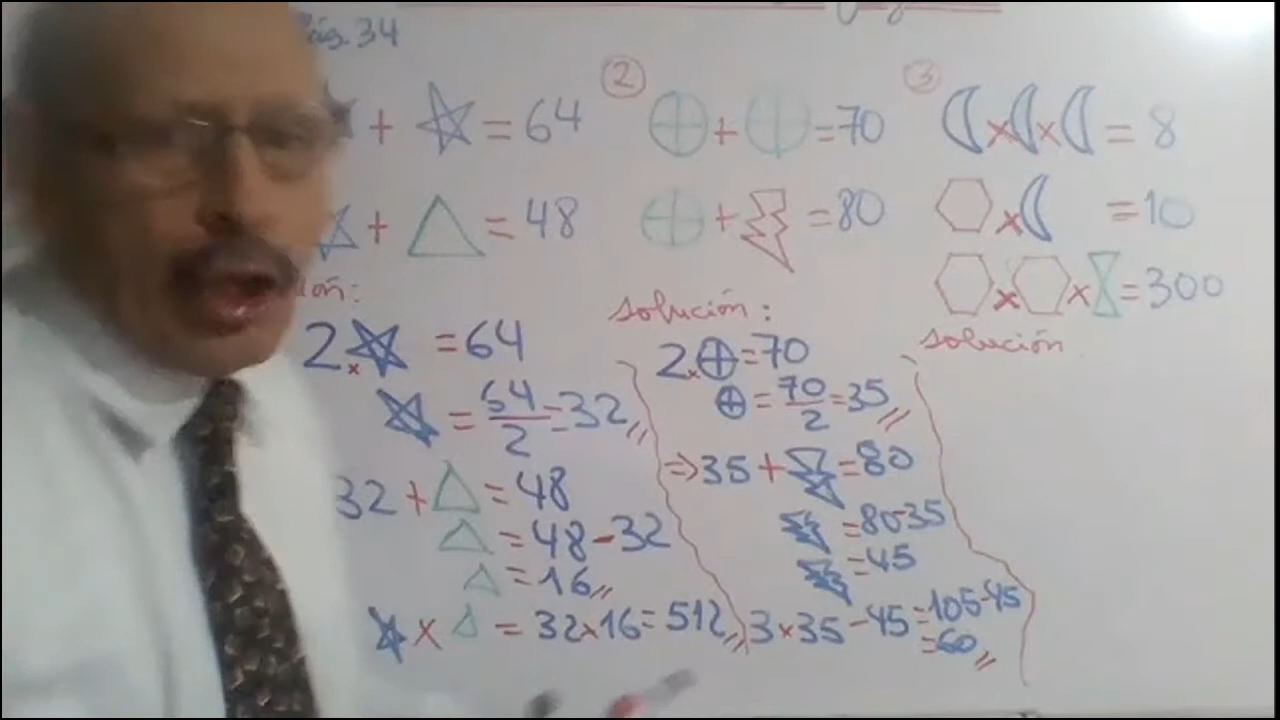 Pág. 34
+ = 64
+ △ = 48
② ⊕ + ⊕ = 70
⊕ + = 80
③ ☾ × ☾ × ☾ = 8
⬡ × ☾ = 10
⬡ × ⬡ × ⧗ = 300
solución:
2 × ☆ = 64
☆ = 64/2 = 32
32 + △ = 48
△ = 48 - 32
△ = 16
☆ × △ = 32 × 16 = 512
solución:
2 × ⊕ = 70
⊕ = 70/2 = 35
⇒ 35 + = 80
= 80 - 35
= 45
3 × 35 - 45 = 105 - 45
= 60
solución